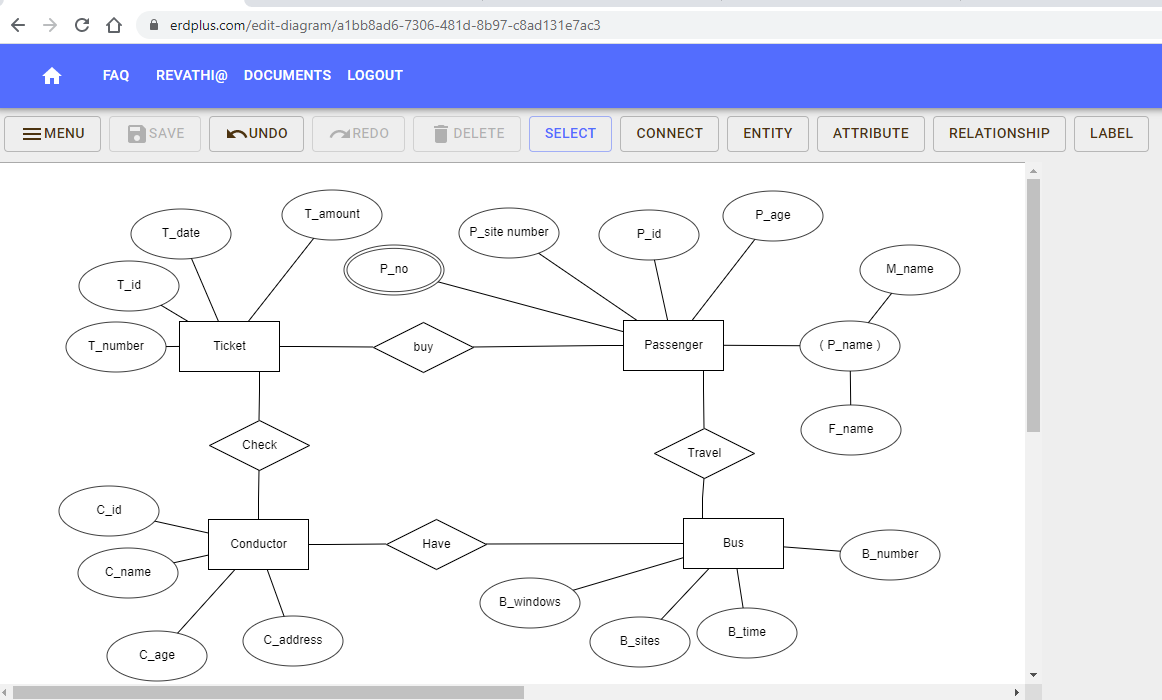 erdplus.com/edit-diagram/a1bb8ad6-7306-481d-8b97-c8ad131e7ac3
FAQ REVATHI@ DOCUMENTS LOGOUT
MENU SAVE UNDO REDO DELETE SELECT CONNECT ENTITY ATTRIBUTE RELATIONSHIP LABEL
T_amount
P_age
T_date
P_site number
P_id
P_no
M_name
T_id
T_number
Ticket
buy
Passenger
( P_name )
F_name
Check
Travel
C_id
Conductor
Have
Bus
B_number
C_name
B_windows
B_time
C_address
B_sites
C_age